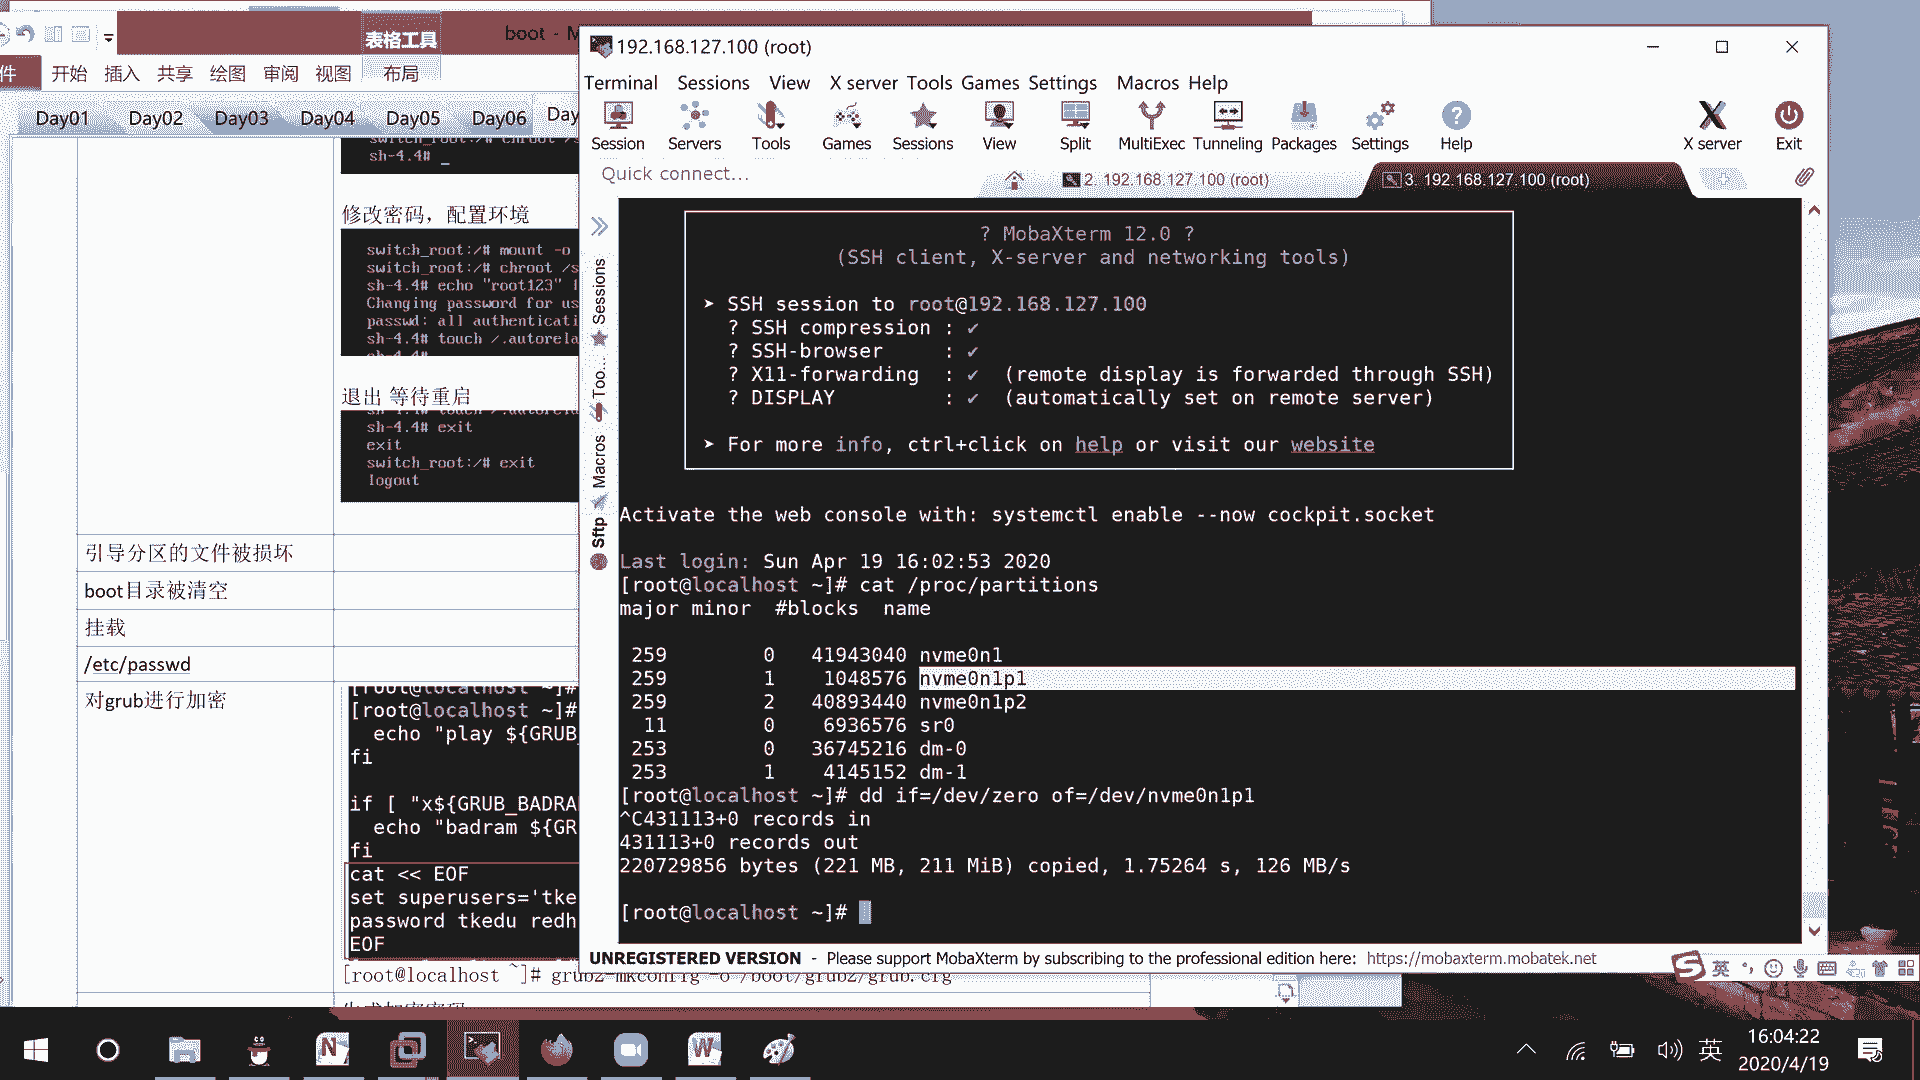 表格工具
boot - M
件 开始 插入 共享 绘图 审阅 视图 布局
Day01 Day02 Day03 Day04 Day05 Day06 Day
sh-4.4# _
修改密码，配置环境
switch_root:/# mount -o
switch_root:/# chroot /s
sh-4.4# echo "root123" |
Changing password for us
passwd: all authenticati
sh-4.4# touch /.autorela
退出 等待重启
sh-4.4# exit
exit
switch_root:/# exit
logout
引导分区的文件被损坏
boot目录被清空
挂载
/etc/passwd
对grub进行加密
[root@localhost ~]#
[root@localhost ~]#
echo "play ${GRUB_
fi
if [ "x${GRUB_BADRA
echo "badram ${GR
fi
cat << EOF
set superusers='tke
password tkedu redh
EOF
[root@localhost ~]# grub2-mkconfig -o /boot/grub2/grub.cfg
192.168.127.100 (root)
Terminal Sessions View X server Tools Games Settings Macros Help
Session Servers Tools Games Sessions View Split MultiExec Tunneling Packages Settings Help X server Exit
Quick connect...
2. 192.168.127.100 (root)
3. 192.168.127.100 (root)
Sessions
Too...
Macros
Sftp
? MobaXterm 12.0 ?
(SSH client, X-server and networking tools)
➤ SSH session to root@192.168.127.100
? SSH compression : ✔
? SSH-browser : ✔
? X11-forwarding : ✔ (remote display is forwarded through SSH)
? DISPLAY : ✔ (automatically set on remote server)
➤ For more info, ctrl+click on help or visit our website
Activate the web console with: systemctl enable --now cockpit.socket
Last login: Sun Apr 19 16:02:53 2020
[root@localhost ~]# cat /proc/partitions
major minor #blocks name
259 0 41943040 nvme0n1
259 1 1048576 nvme0n1p1
259 2 40893440 nvme0n1p2
11 0 6936576 sr0
253 0 36745216 dm-0
253 1 4145152 dm-1
[root@localhost ~]# dd if=/dev/zero of=/dev/nvme0n1p1
^C431113+0 records in
431113+0 records out
220729856 bytes (221 MB, 211 MiB) copied, 1.75264 s, 126 MB/s
[root@localhost ~]#
UNREGISTERED VERSION - Please support MobaXterm by subscribing to the professional edition here: https://mobaxterm.mobatek.net
英
英
16:04:22
2020/4/19